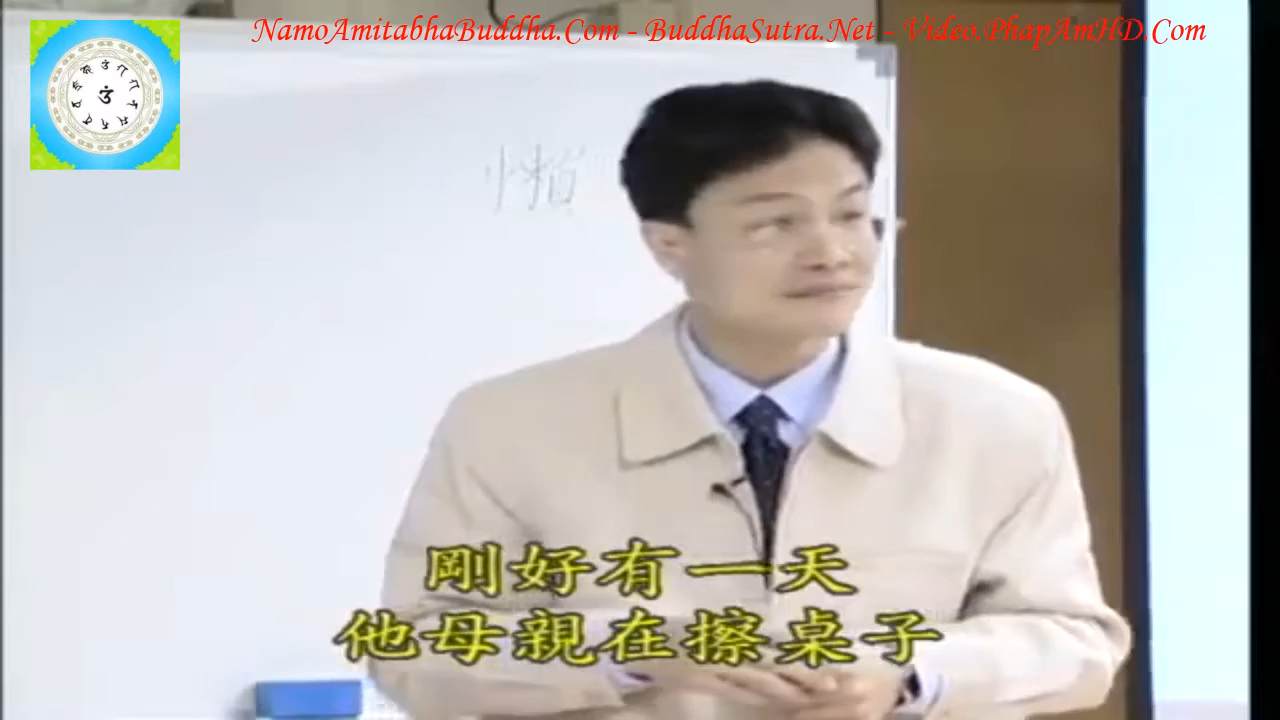 NamoAmitabhaBuddha.Com - BuddhaSutra.Net - Video.PhapAmHD.Com
剛好有一天
他母親在擦桌子